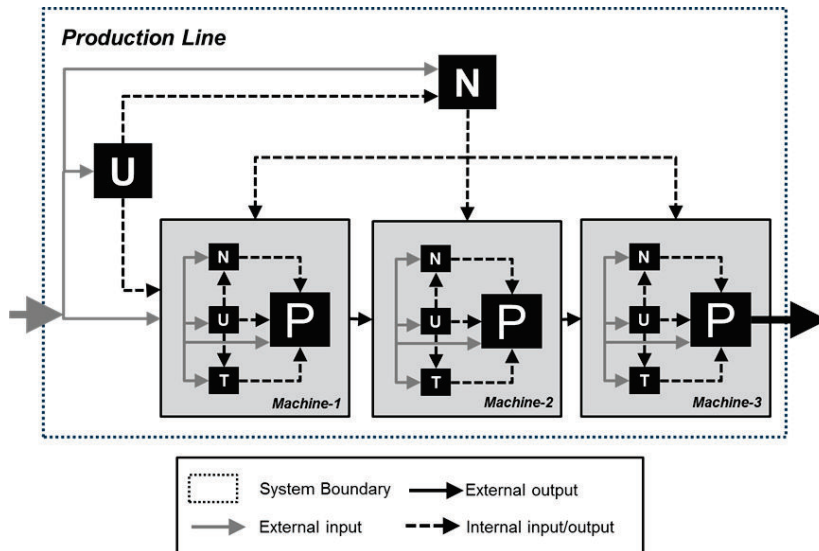 Production Line
N
U
N
N
N
U
P
U
P
U
P
T
T
T
Machine-1
Machine-2
Machine-3
System Boundary
External output
External input
Internal input/output